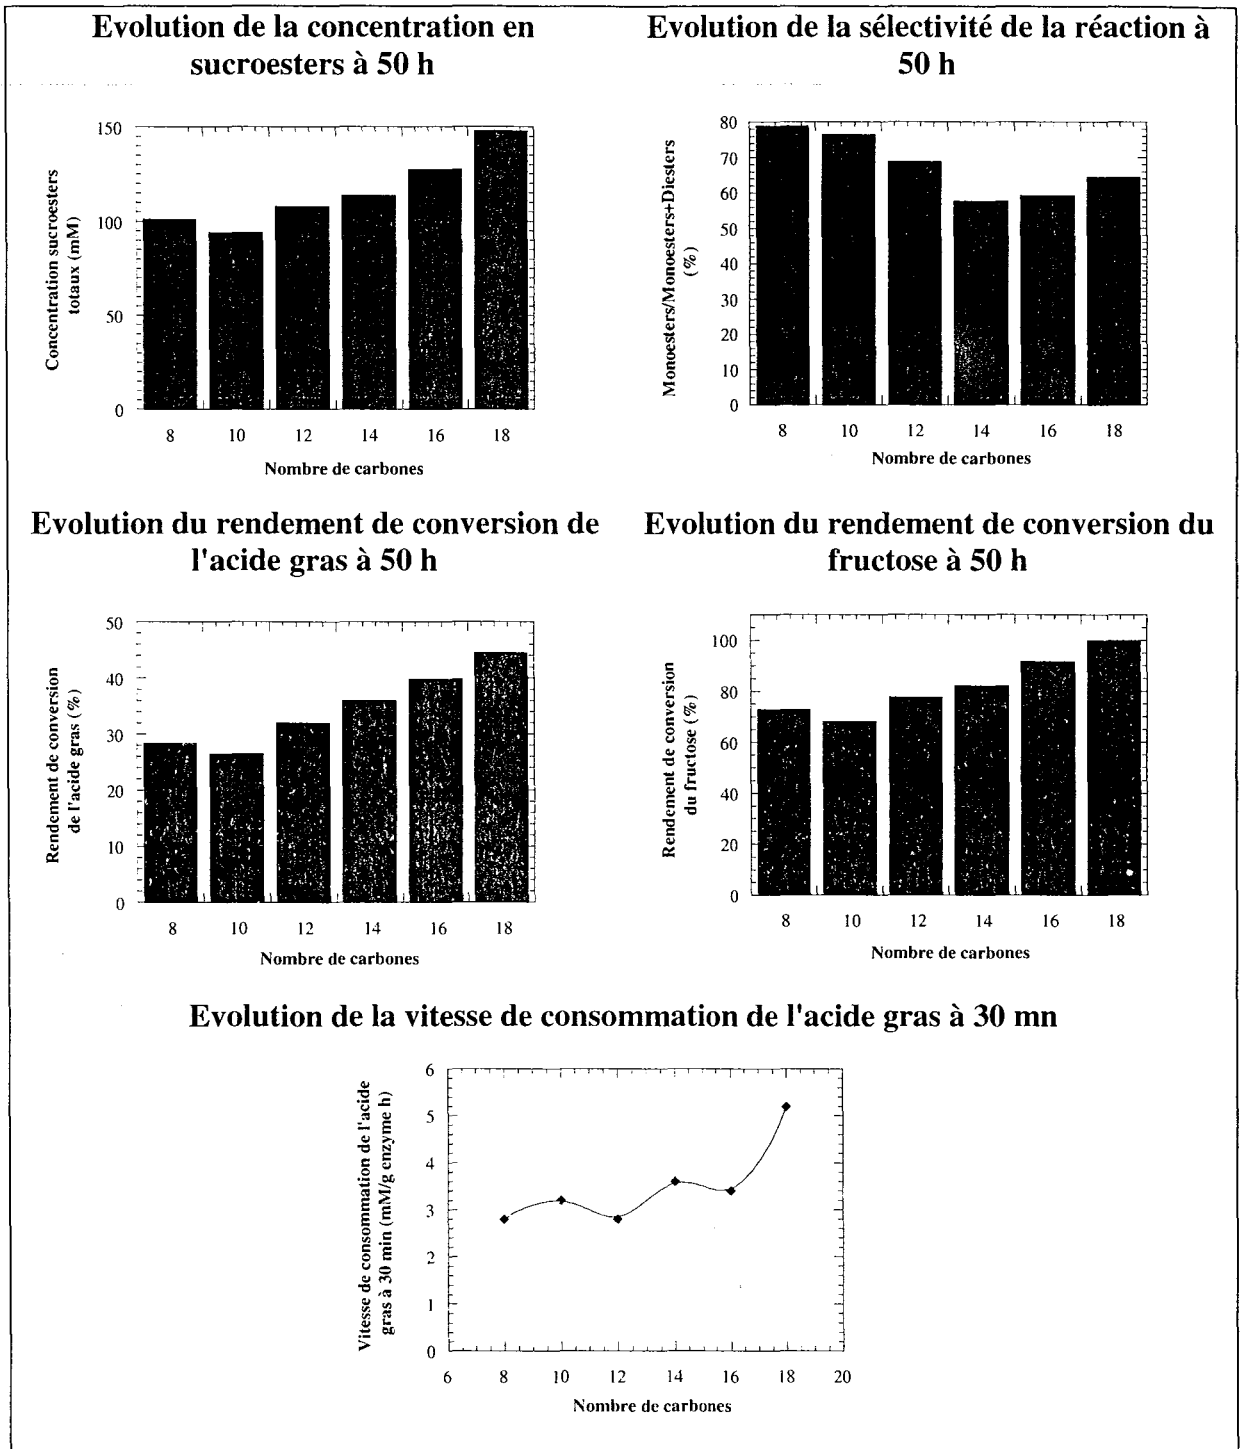 Evolution de la concentration en
sucroesters à 50 h
Concentration sucroesters
totaux (mM)
150
100
50
0
8 10 12 14 16 18
Nombre de carbones
Evolution de la sélectivité de la réaction à
50 h
Monoesters/Monoesters+Diesters
(%)
80
70
60
50
40
30
20
10
0
8 10 12 14 16 18
Nombre de carbones
Evolution du rendement de conversion de
l'acide gras à 50 h
Rendement de conversion
de l'acide gras (%)
50
40
30
20
10
0
8 10 12 14 16 18
Nombre de carbones
Evolution du rendement de conversion du
fructose à 50 h
Rendement de conversion
du fructose (%)
100
80
60
40
20
0
8 10 12 14 16 18
Nombre de carbones
Evolution de la vitesse de consommation de l'acide gras à 30 mn
Vitesse de consommation de l'acide
gras à 30 min (mM/g enzyme h)
6
5
4
3
2
1
0
6 8 10 12 14 16 18 20
Nombre de carbones